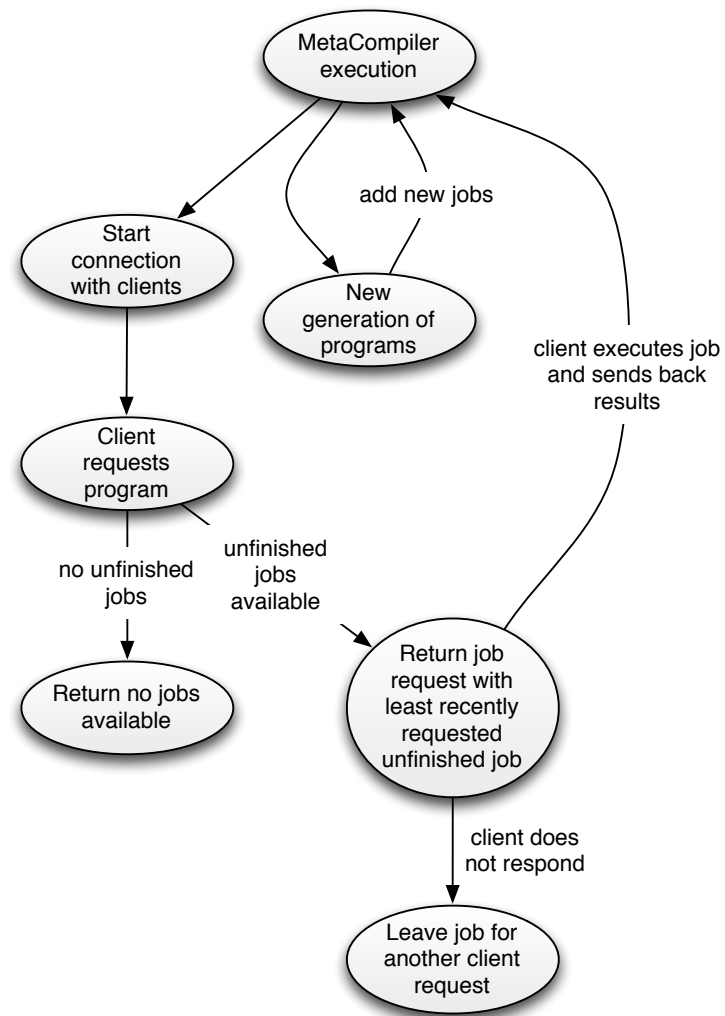 MetaCompiler
execution
add new jobs
Start
connection
with clients
New
generation of
programs
client executes job
and sends back
results
Client
requests
program
unfinished
jobs
available
no unfinished
jobs
Return no jobs
available
Return job
request with
least recently
requested
unfinished job
client does
not respond
Leave job for
another client
request